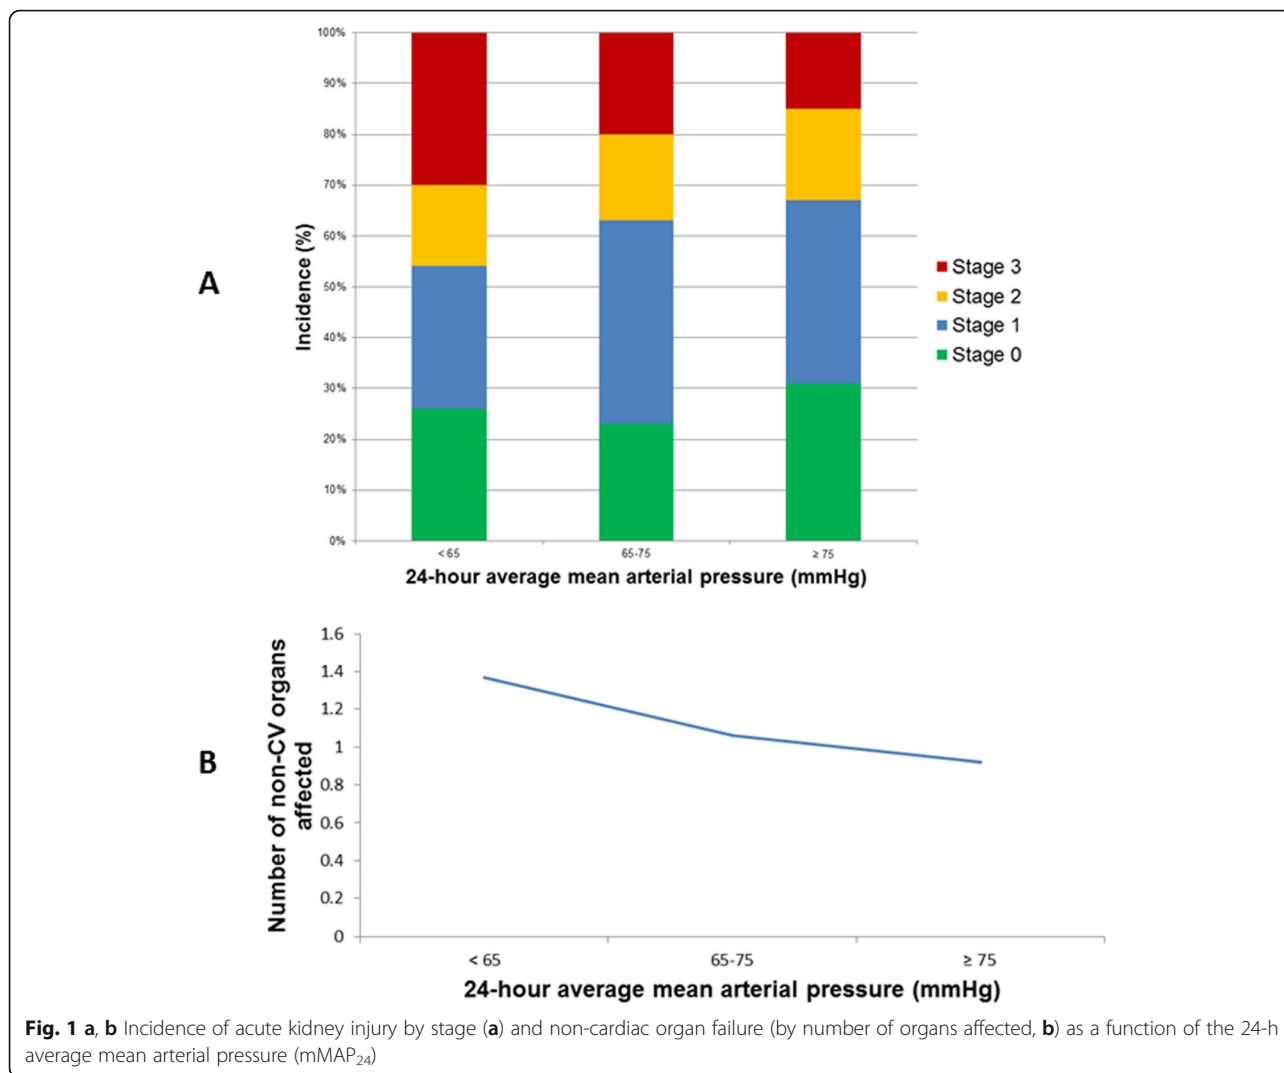 A
Incidence (%)
100%
90%
80%
70%
60%
50%
40%
30%
20%
10%
0%
< 65
65-75
≥ 75
24-hour average mean arterial pressure (mmHg)
Stage 3
Stage 2
Stage 1
Stage 0
B
Number of non-CV organs
affected
1.6
1.4
1.2
1
0.8
0.6
0.4
0.2
0
< 65
65-75
≥ 75
24-hour average mean arterial pressure (mmHg)
Fig. 1 a, b Incidence of acute kidney injury by stage (a) and non-cardiac organ failure (by number of organs affected, b) as a function of the 24-h
average mean arterial pressure (mMAP24)